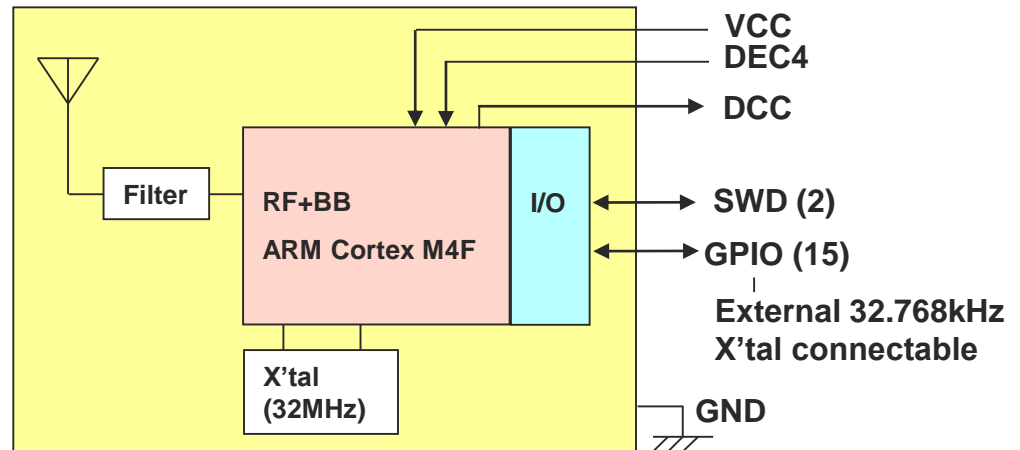 VCC
DEC4
DCC
Filter
RF+BB
ARM Cortex M4F
I/O
SWD (2)
GPIO (15)
External 32.768kHz
X’tal connectable
X’tal
(32MHz)
GND